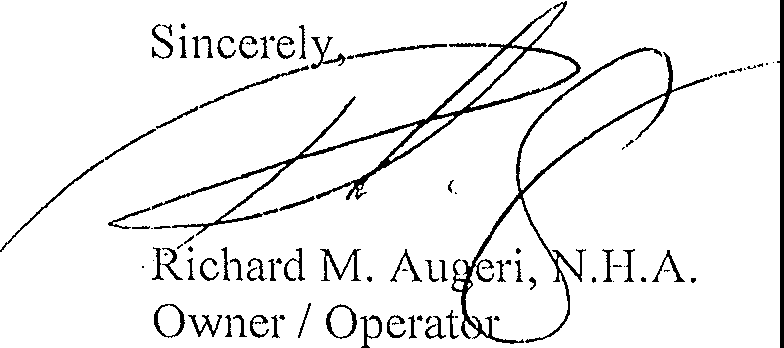 Sincerely,
Richard M. Augeri, N.H.A.
Owner / Operator